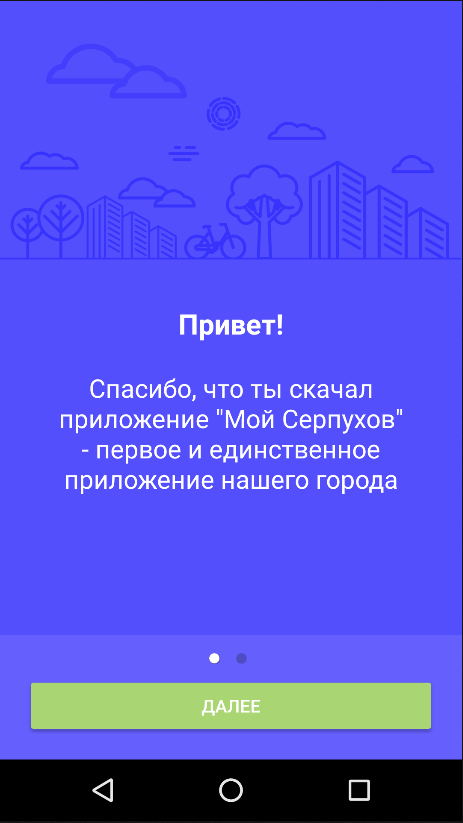 Привет!
Спасибо, что ты скачал
приложение "Мой Серпухов"
- первое и единственное
приложение нашего города
ДАЛЕЕ